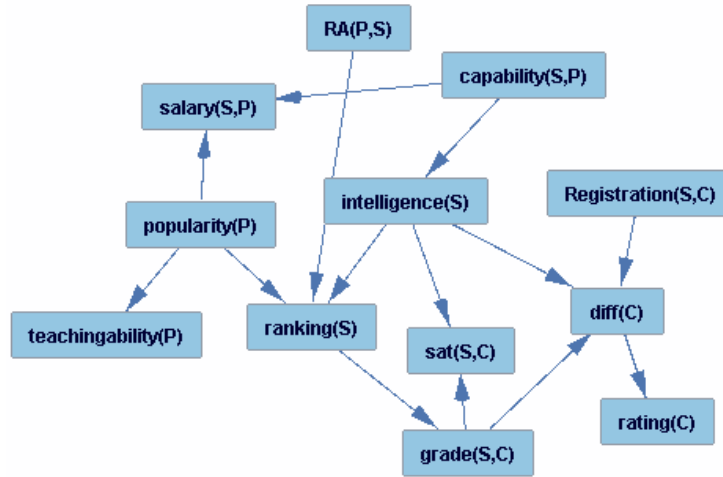 RA(P,S)
capability(S,P)
salary(S,P)
intelligence(S)
Registration(S,C)
popularity(P)
teachingability(P)
ranking(S)
diff(C)
sat(S,C)
rating(C)
grade(S,C)